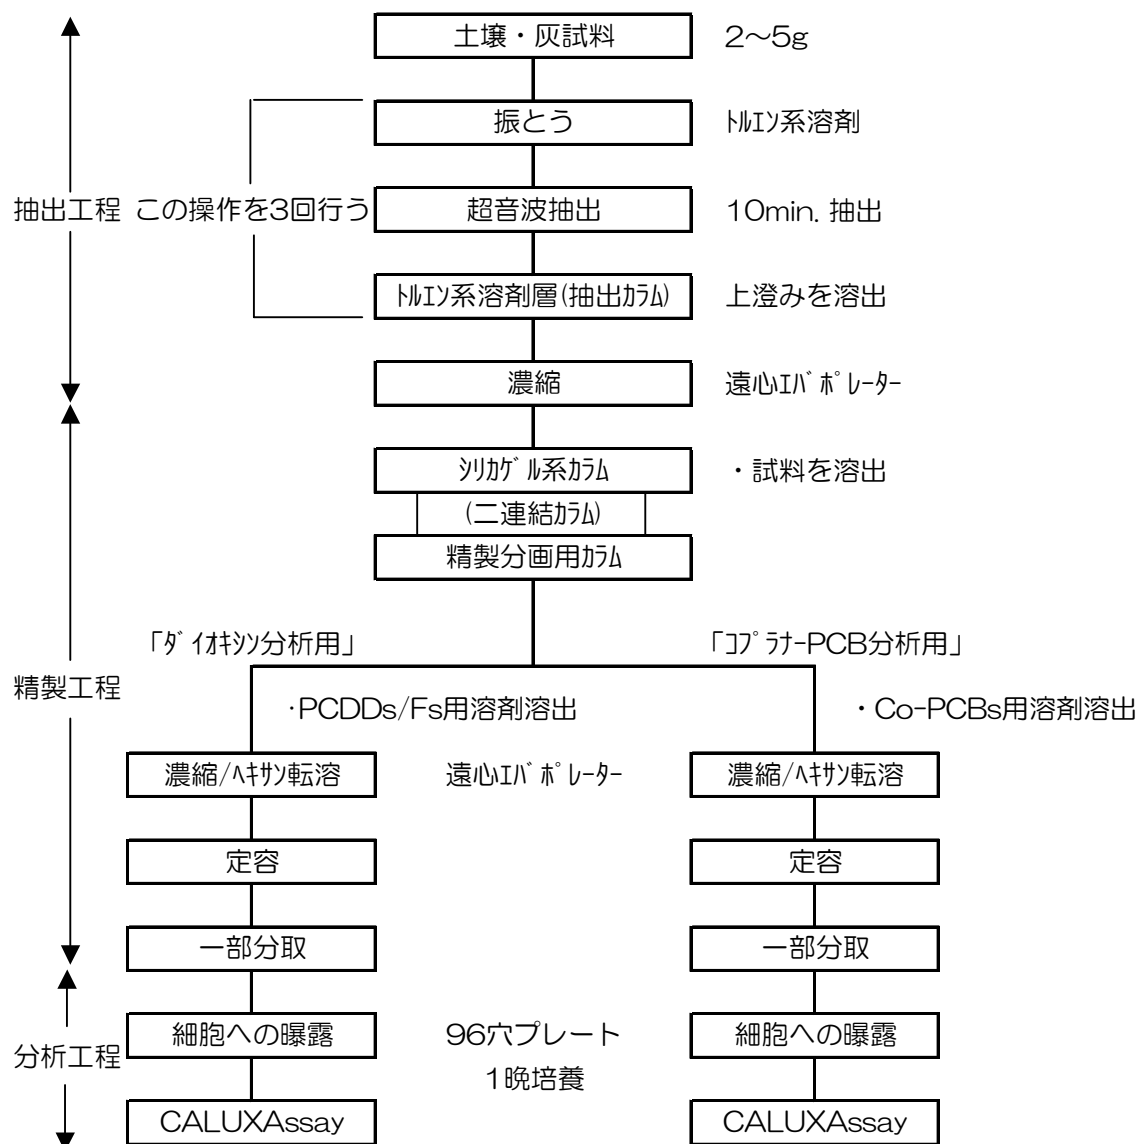 土壌・灰試料 2～5g
振とう ﾄﾙｴﾝ系溶剤
抽出工程 この操作を3回行う 超音波抽出 10min. 抽出
ﾄﾙｴﾝ系溶剤層(抽出ｶﾗﾑ) 上澄みを溶出
濃縮 遠心ｴﾊﾞﾎﾟﾚｰﾀｰ
ｼﾘｶｹﾞﾙ系ｶﾗﾑ ・試料を溶出
(二連結ｶﾗﾑ)
精製分画用ｶﾗﾑ
「ﾀﾞｲｵｷｼﾝ分析用」 「ｺﾌﾟﾗﾅｰPCB分析用」
精製工程
・PCDDs/Fs用溶剤溶出 ・Co-PCBs用溶剤溶出
濃縮/ﾍｷｻﾝ転溶 遠心ｴﾊﾞﾎﾟﾚｰﾀｰ 濃縮/ﾍｷｻﾝ転溶
定容 定容
一部分取 一部分取
細胞への曝露 96穴プレート 細胞への曝露
分析工程
1晩培養
CALUXAssay CALUXAssay